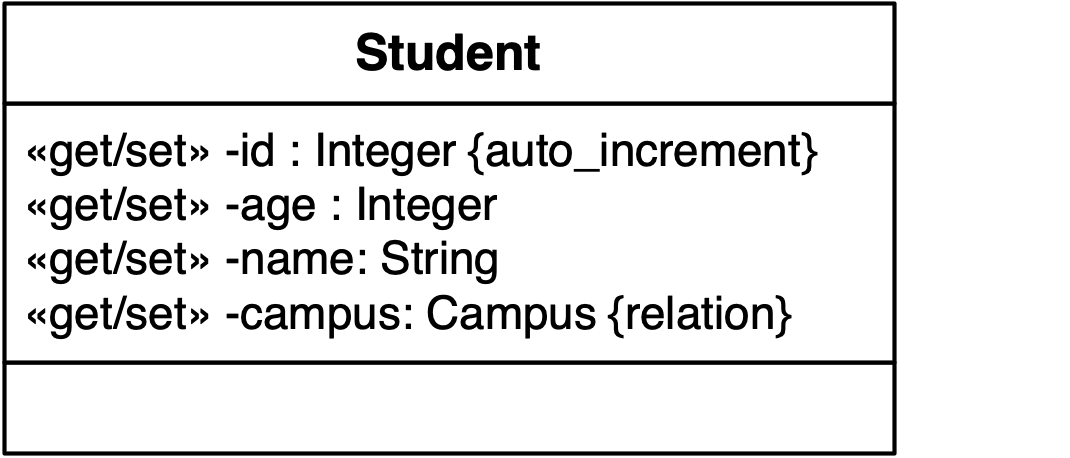 Student
«get/set» -id : Integer {auto_increment}
«get/set» -age : Integer
«get/set» -name: String
«get/set» -campus: Campus {relation}